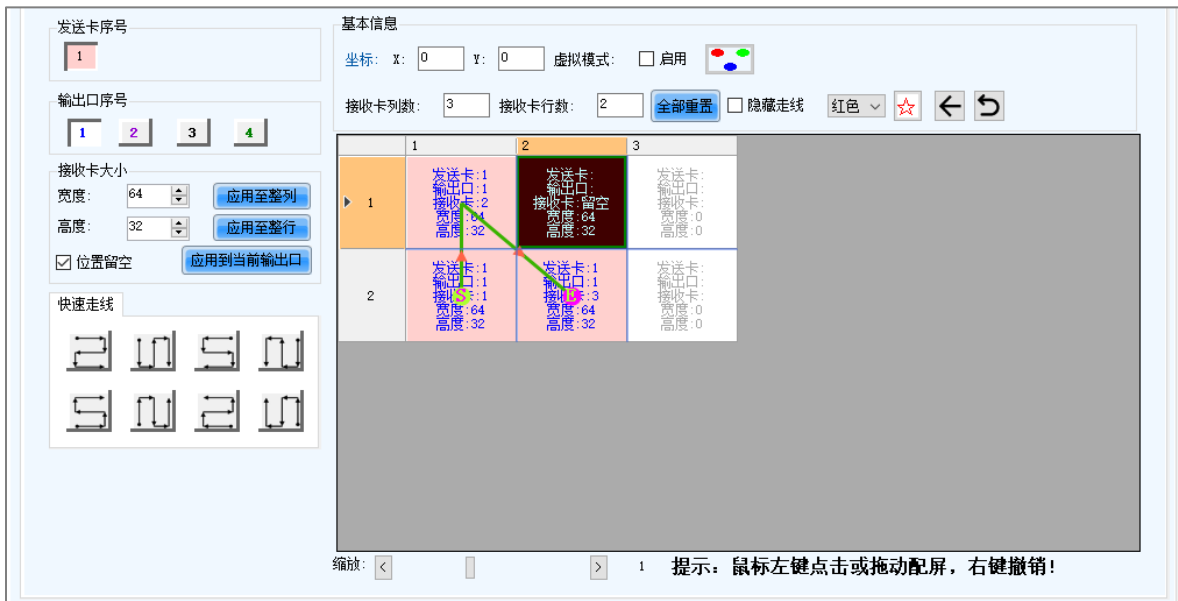 发送卡序号
1
输出口序号
1 2 3 4
接收卡大小
宽度: 64 应用至整列
高度: 32 应用至整行
位置留空 应用到当前输出口
快速走线
基本信息
坐标: X: 0 Y: 0 虚拟模式: 启用
接收卡列数: 3 接收卡行数: 2 全部重置 隐藏走线 红色
1 2 3
1
发送卡:1
输出口:1
接收卡:2
宽度:64
高度:32
发送卡:
输出口:
接收卡:留空
宽度:64
高度:32
发送卡:
输出口:
接收卡:
宽度:0
高度:0
2
发送卡:1
输出口:1
接收卡:1
宽度:64
高度:32
S
发送卡:1
输出口:1
接收卡:3
宽度:64
高度:32
E
发送卡:
输出口:
接收卡:
宽度:0
高度:0
缩放: < > 1 提示: 鼠标左键点击或拖动配屏, 右键撤销!